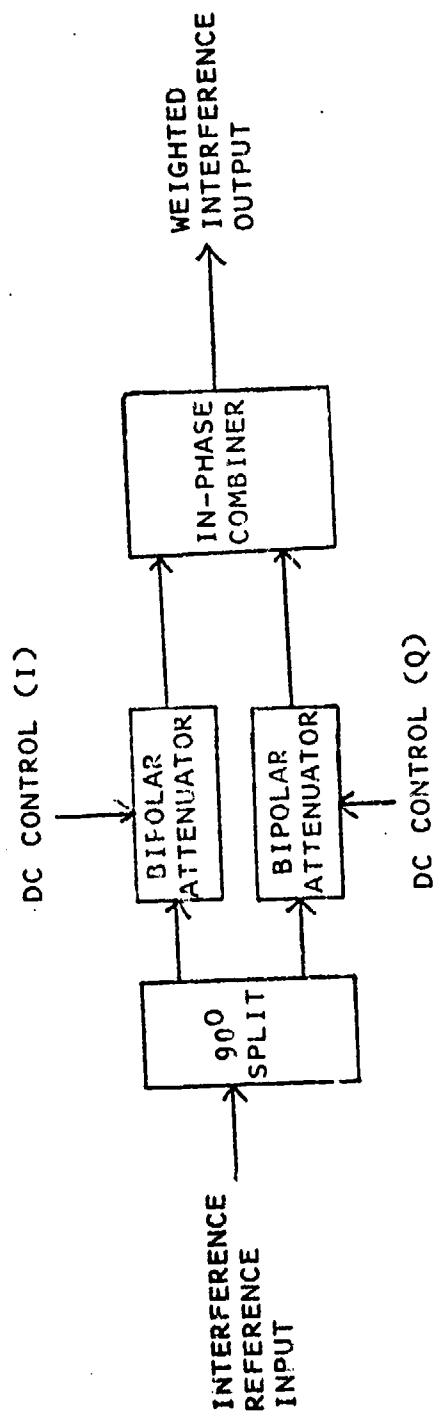 INTERFERENCE
REFERENCE
INPUT
90°
SPLIT
DC CONTROL (I)
BIPOLAR
ATTENUATOR
BIPOLAR
ATTENUATOR
DC CONTROL (Q)
IN-PHASE
COMBINER
WEIGHTED
INTERFERENCE
OUTPUT